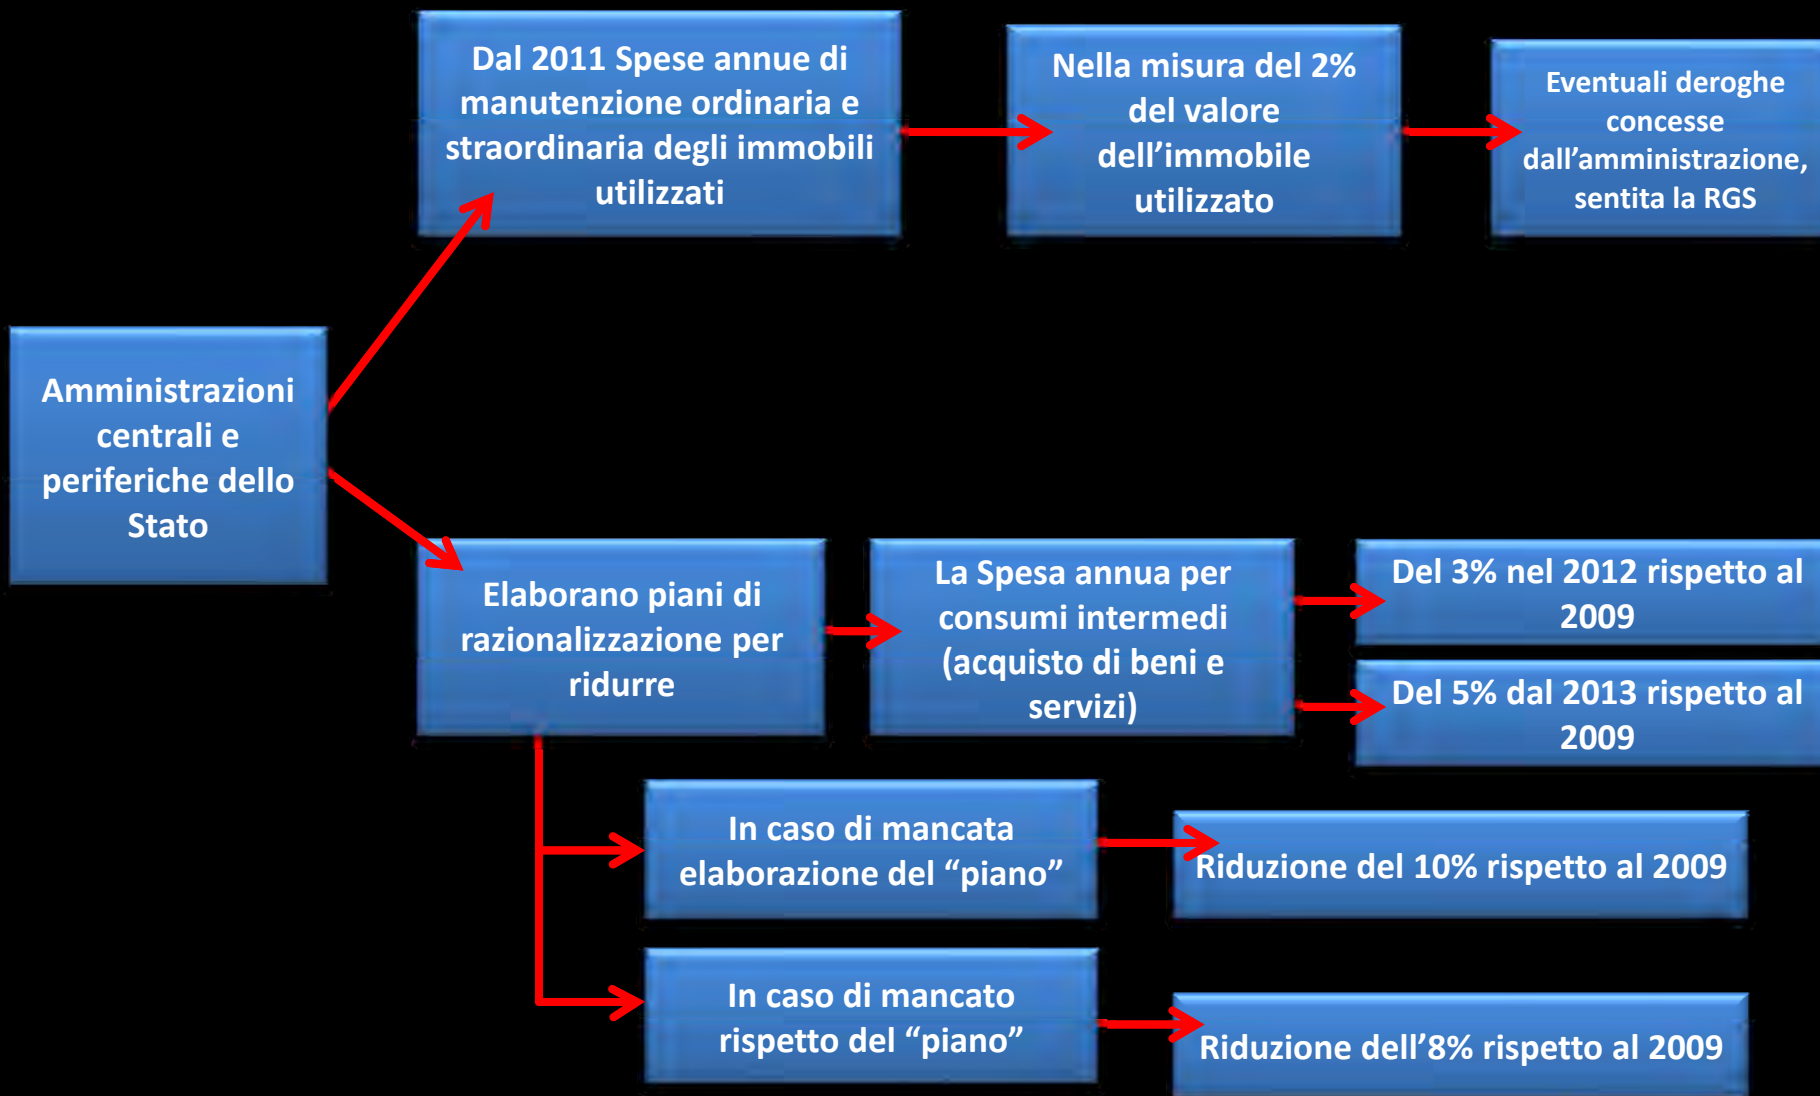 Dal 2011 Spese annue di
manutenzione ordinaria e
straordinaria degli immobili
utilizzati
Nella misura del 2%
del valore
dell’immobile
utilizzato
Eventuali deroghe
concesse
dall’amministrazione,
sentita la RGS
Amministrazioni
centrali e
periferiche dello
Stato
Elaborano piani di
razionalizzazione per
ridurre
La Spesa annua per
consumi intermedi
(acquisto di beni e
servizi)
Del 3% nel 2012 rispetto al
2009
Del 5% dal 2013 rispetto al
2009
In caso di mancata
elaborazione del “piano”
Riduzione del 10% rispetto al 2009
In caso di mancato
rispetto del “piano”
Riduzione dell’8% rispetto al 2009